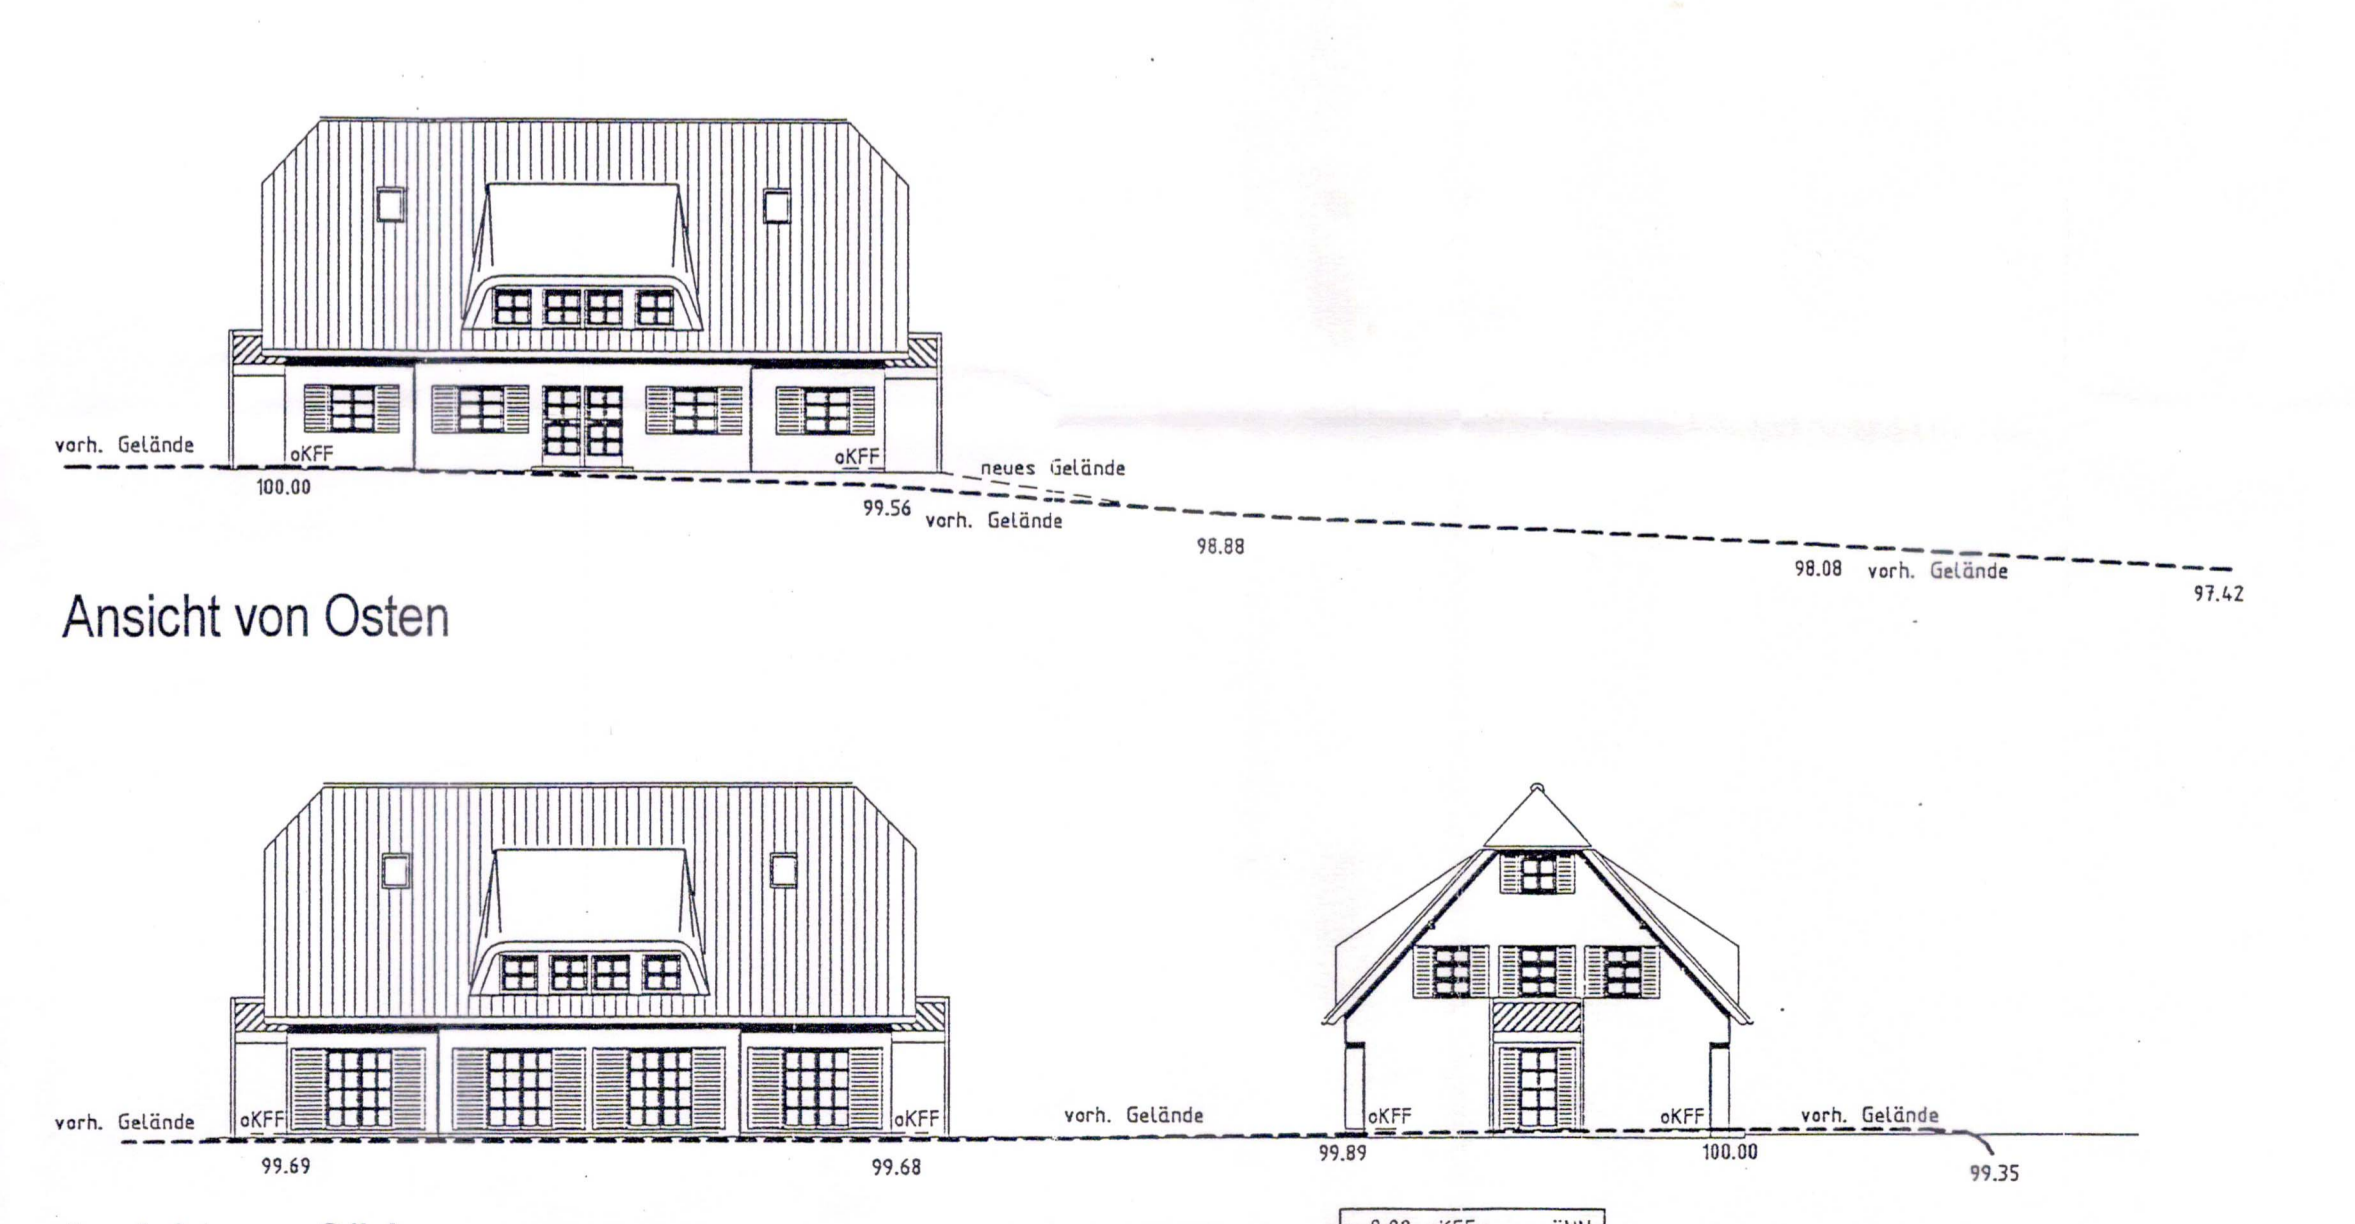 vorh. Gelände
oKFF
oKFF
neues Gelände
100.00
99.56
vorh. Gelände
98.88
98.08 vorh. Gelände
97.42
Ansicht von Osten
vorh. Gelände
oKFF
oKFF
vorh. Gelände
oKFF
oKFF
vorh. Gelände
99.69
99.68
99.89
100.00
99.35